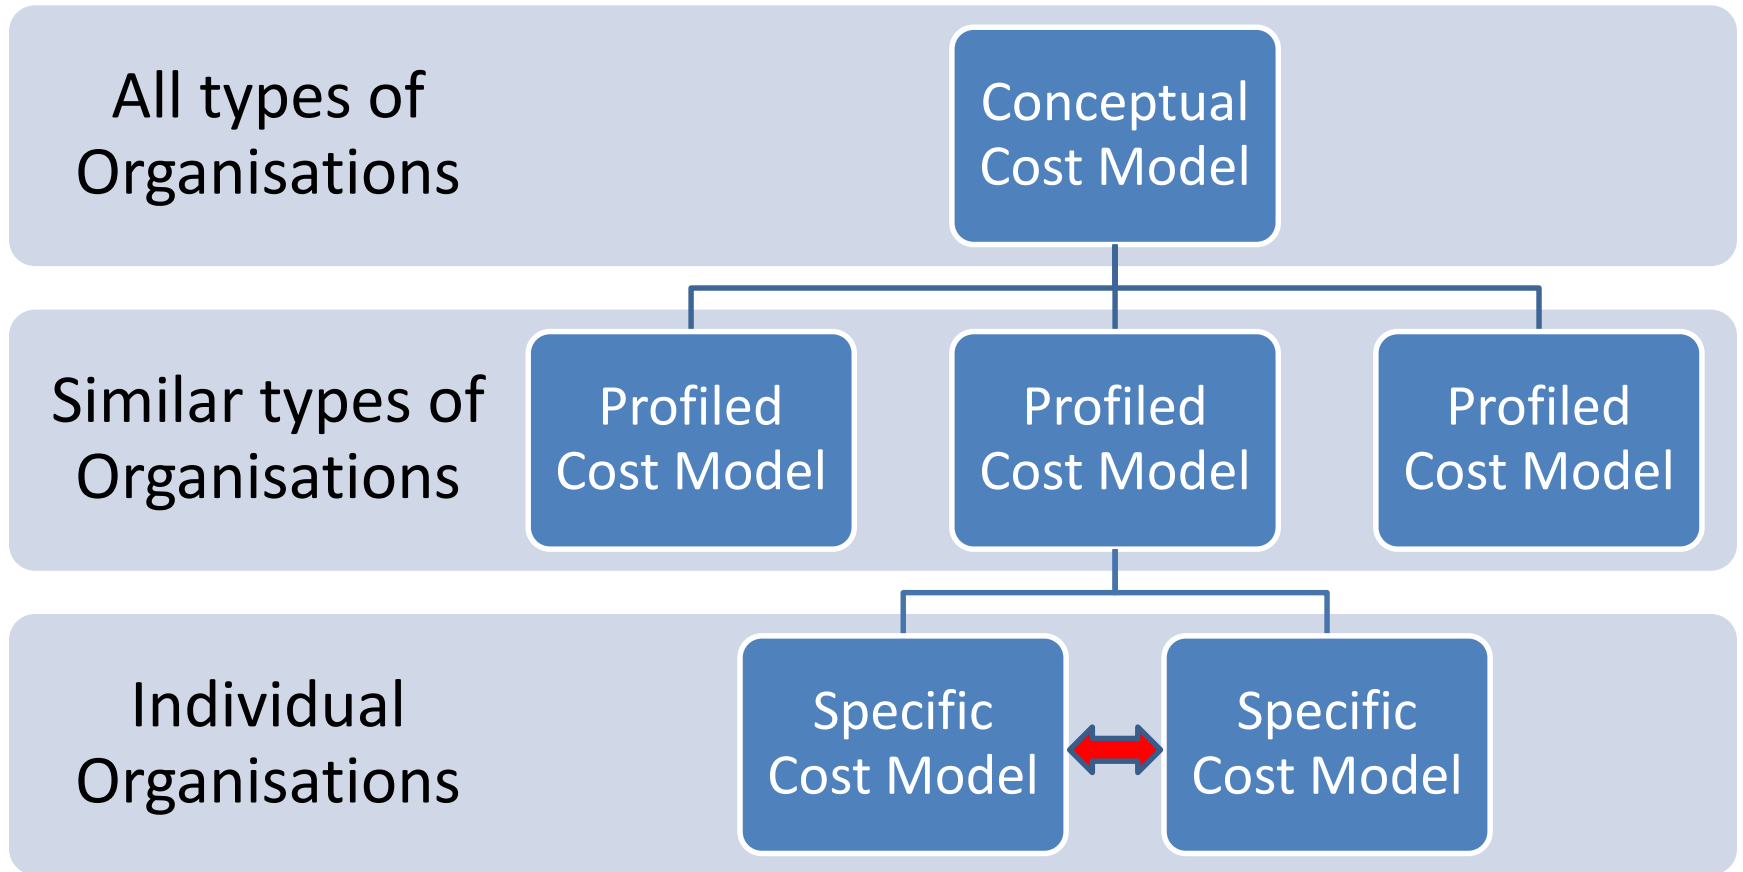 All types of
Organisations
Conceptual
Cost Model
Similar types of
Organisations
Profiled
Cost Model
Profiled
Cost Model
Profiled
Cost Model
Individual
Organisations
Specific
Cost Model
Specific
Cost Model